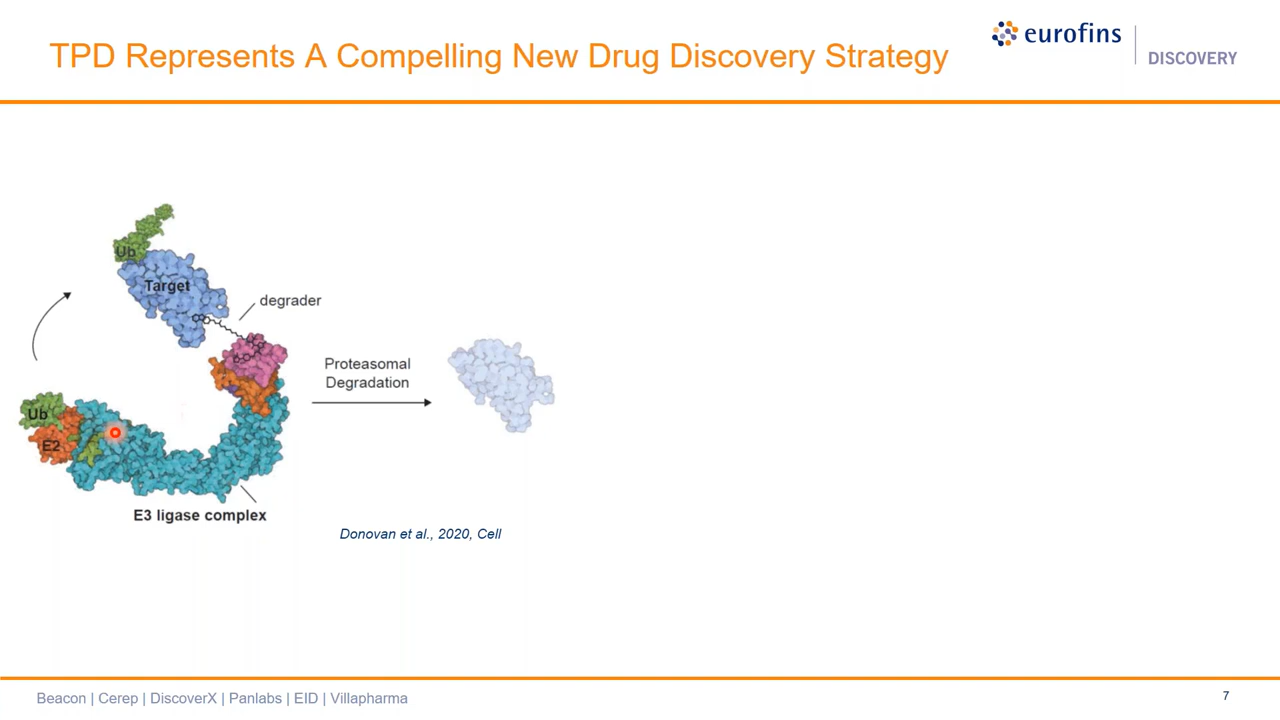 TPD Represents A Compelling New Drug Discovery Strategy
eurofins
DISCOVERY
Ub
Target
degrader
Proteasomal
Degradation
Ub
E2
E3 ligase complex
Donovan et al., 2020, Cell
Beacon | Cerep | DiscoverX | Panlabs | EID | Villapharma
7